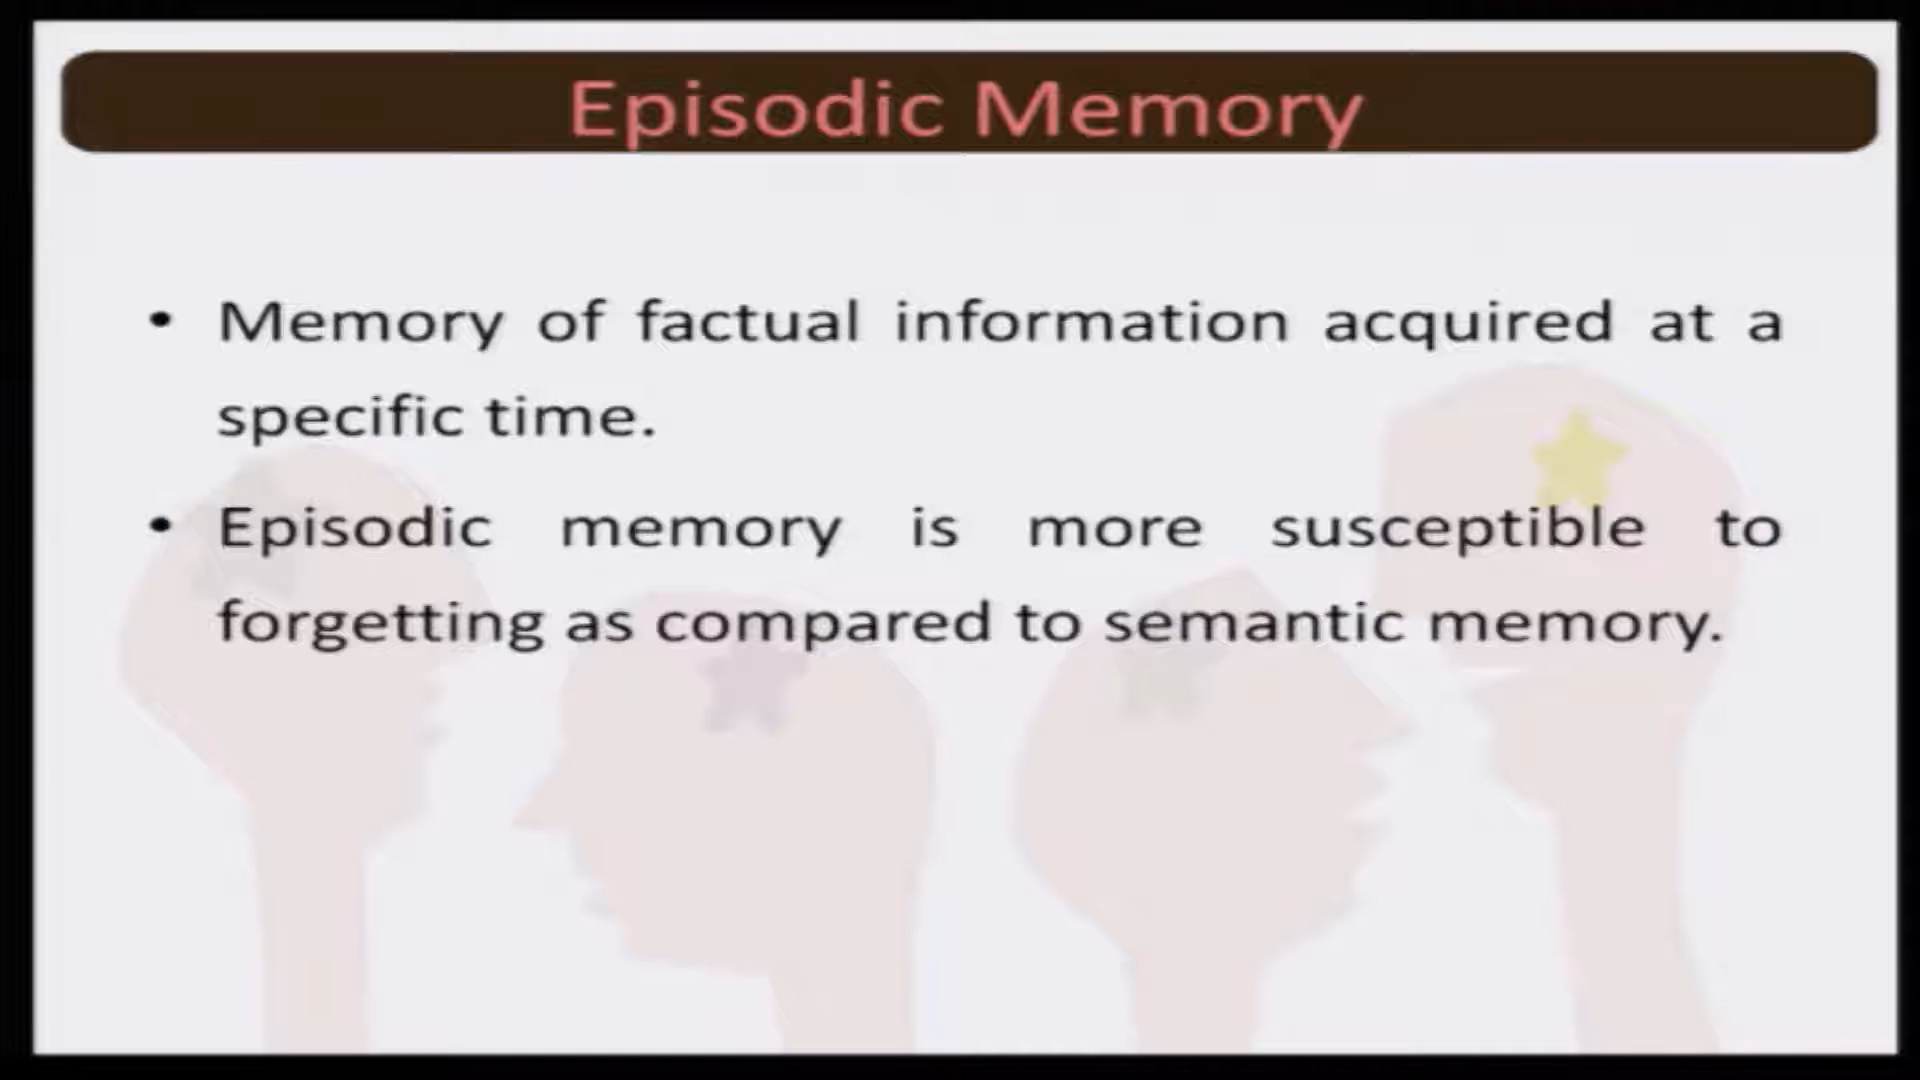 Episodic Memory
• Memory of factual information acquired at a
specific time.
• Episodic memory is more susceptible to
forgetting as compared to semantic memory.